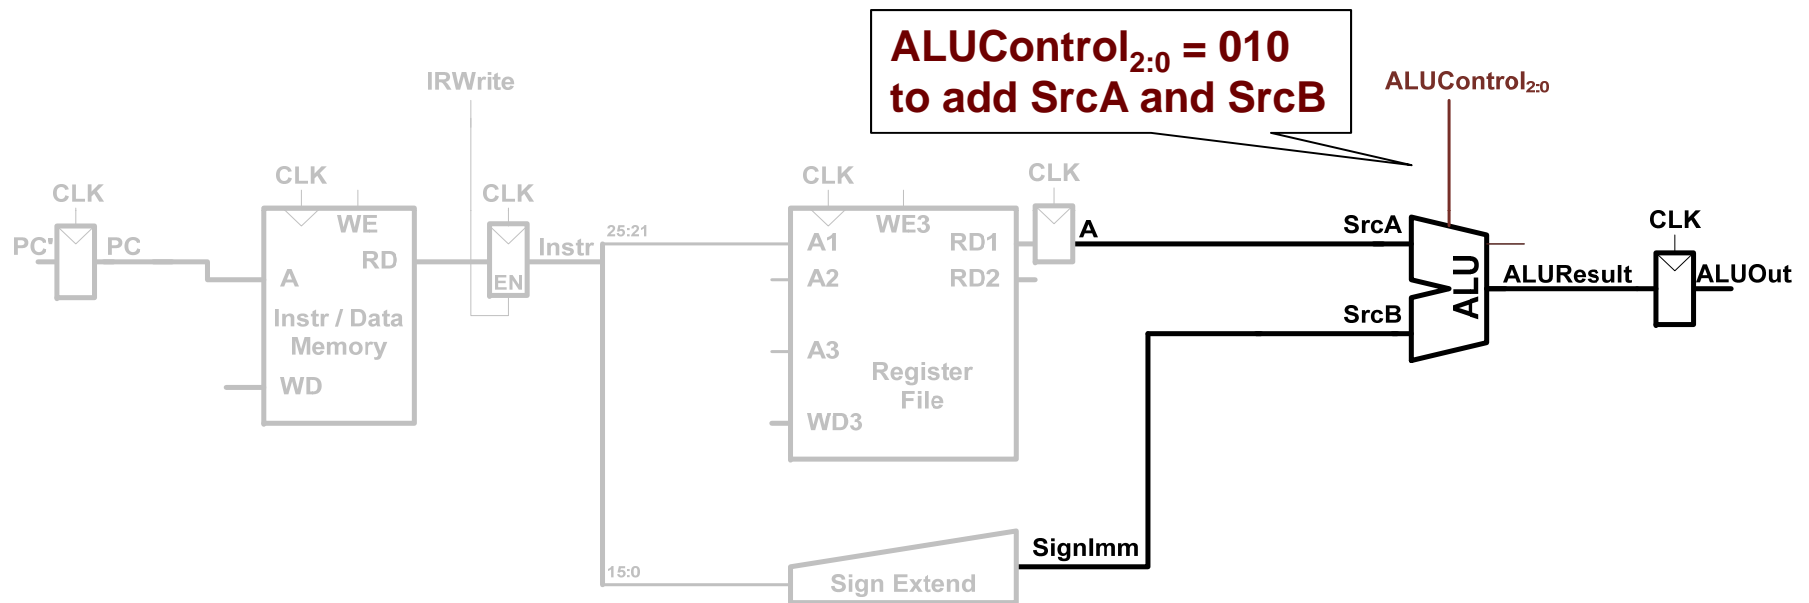 ALUControl2:0 = 010
to add SrcA and SrcB
IRWrite
ALUControl2:0
CLK
CLK
CLK
CLK
CLK
CLK
PC'
PC
WE
RD
A
Instr / Data
Memory
WD
EN
Instr
25:21
15:0
WE3
A1
RD1
A2
RD2
A3
Register
File
WD3
A
SrcA
SrcB
ALU
ALUResult
ALUOut
SignImm
Sign Extend